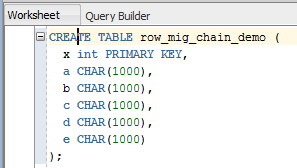 Worksheet Query Builder
CREATE TABLE row_mig_chain_demo (
x int PRIMARY KEY,
a CHAR(1000),
b CHAR(1000),
c CHAR(1000),
d CHAR(1000),
e CHAR(1000)
);